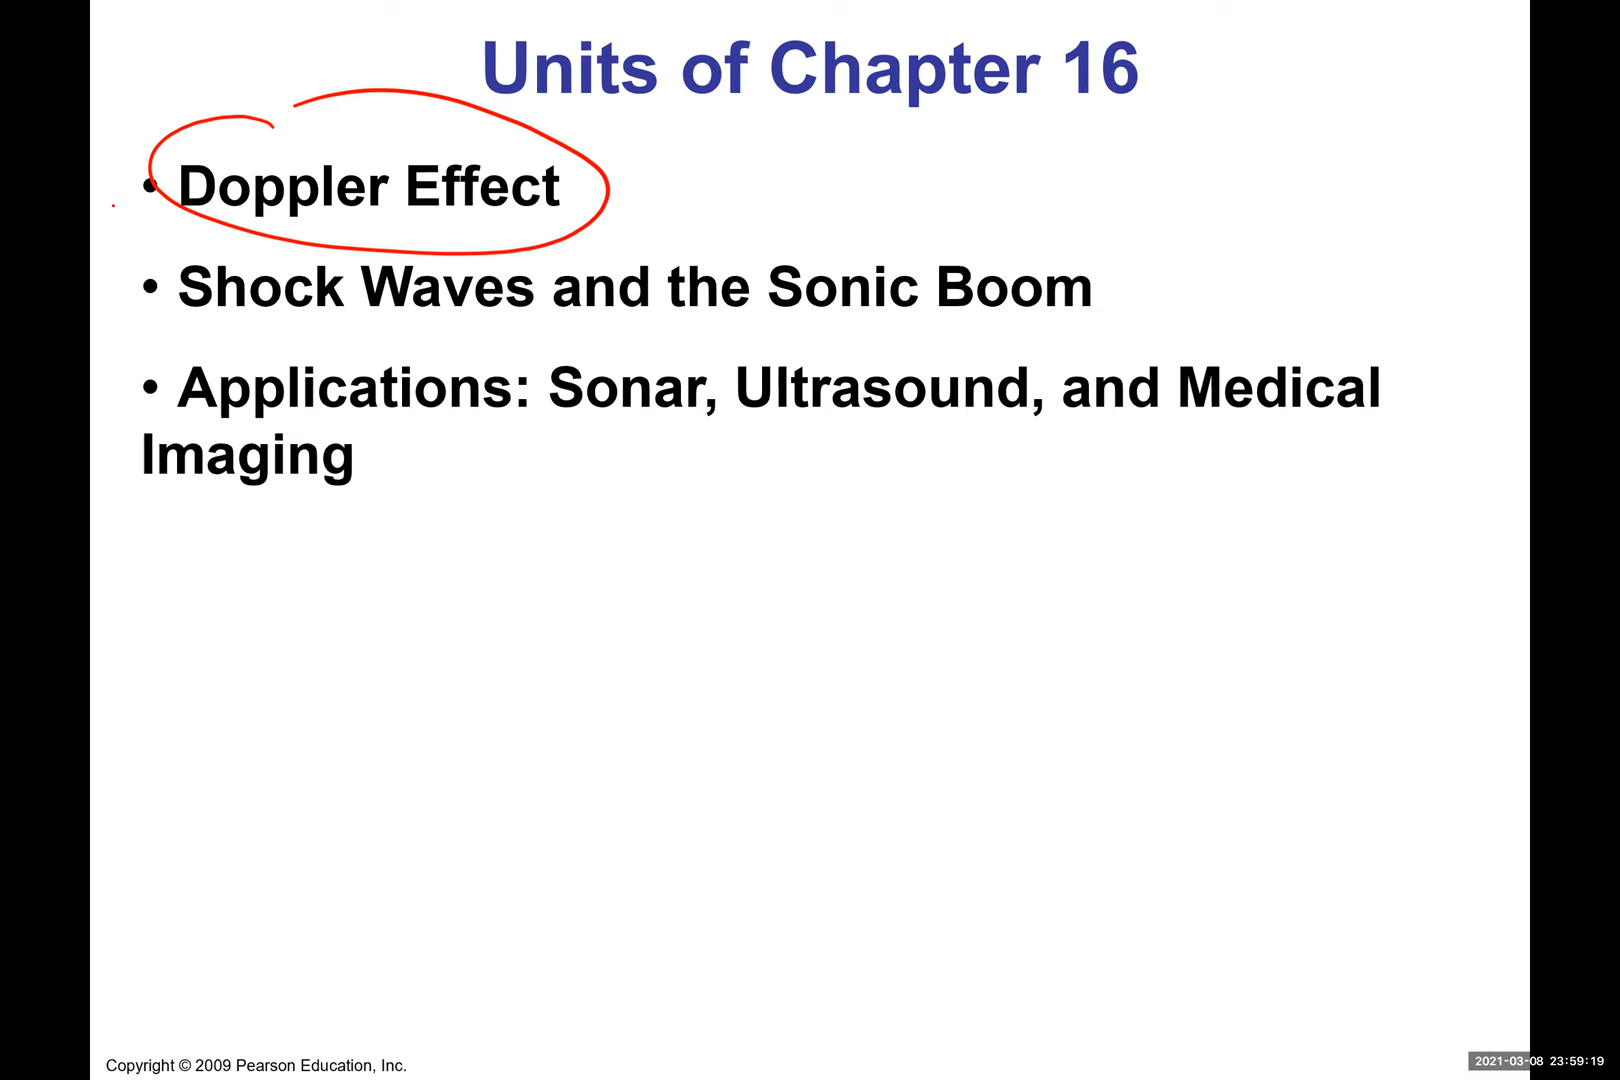 Units of Chapter 16
• Doppler Effect
• Shock Waves and the Sonic Boom
• Applications: Sonar, Ultrasound, and Medical
Imaging
Copyright © 2009 Pearson Education, Inc.
2021-03-08 23:59:19